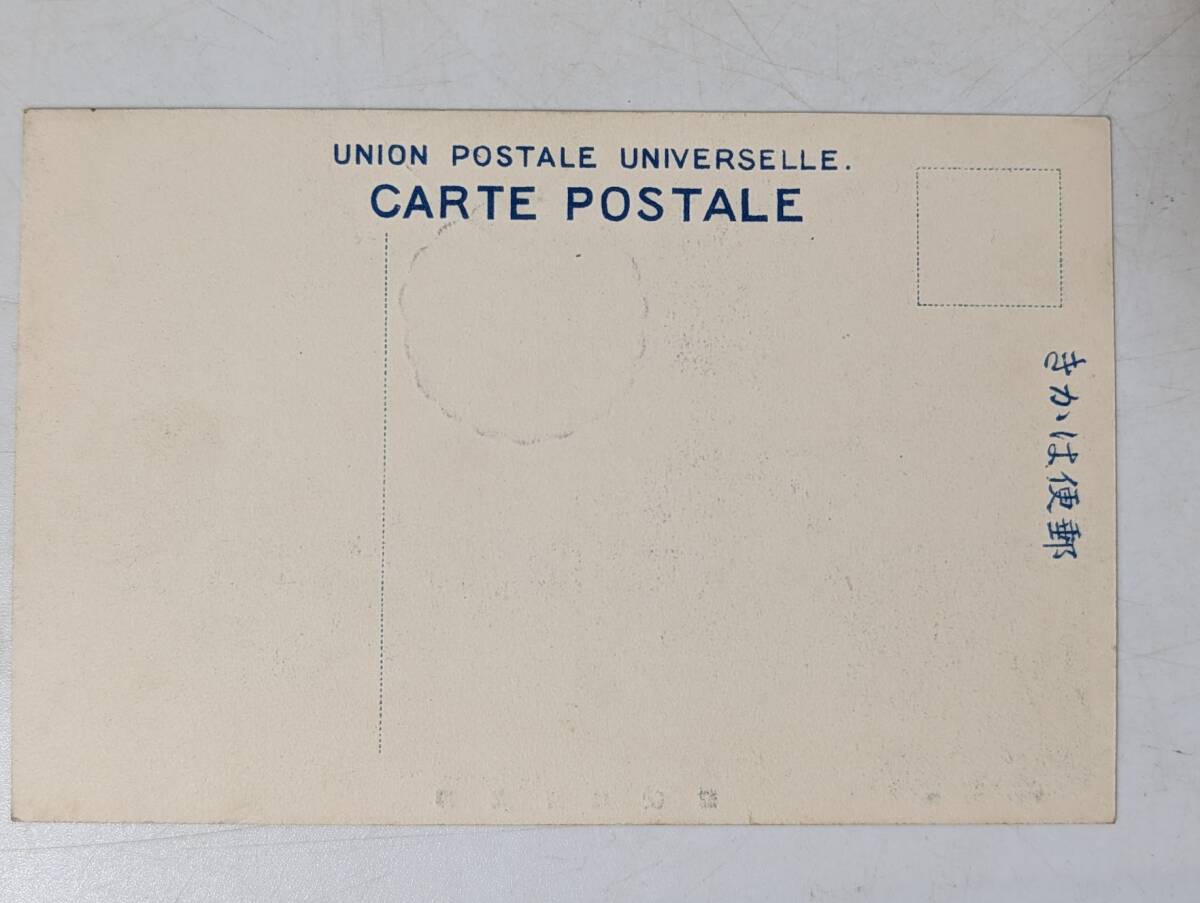 UNION POSTALE UNIVERSELLE.
CARTE POSTALE
きかは便郵